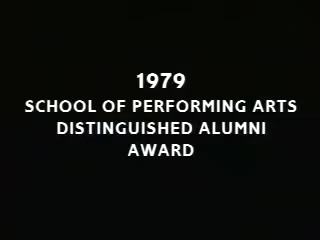 1979
SCHOOL OF PERFORMING ARTS
DISTINGUISHED ALUMNI
AWARD